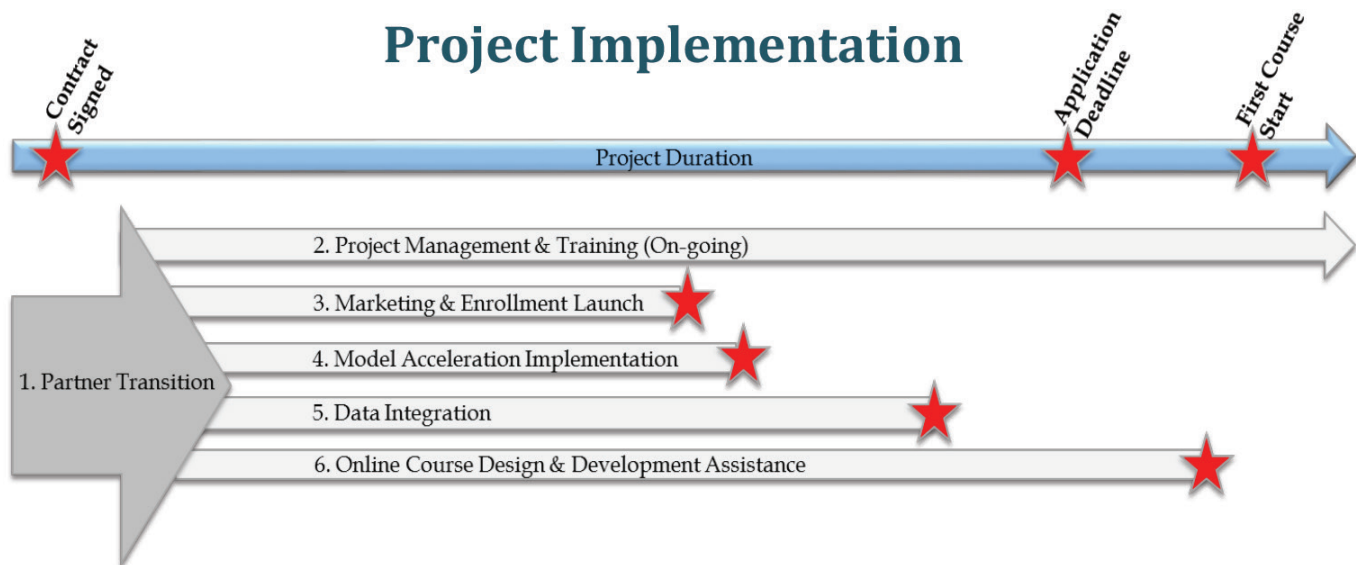 Project Implementation
Contract
Signed
Application
Deadline
First Course
Start
Project Duration
2. Project Management & Training (On-going)
3. Marketing & Enrollment Launch
4. Model Acceleration Implementation
1. Partner Transition
5. Data Integration
6. Online Course Design & Development Assistance